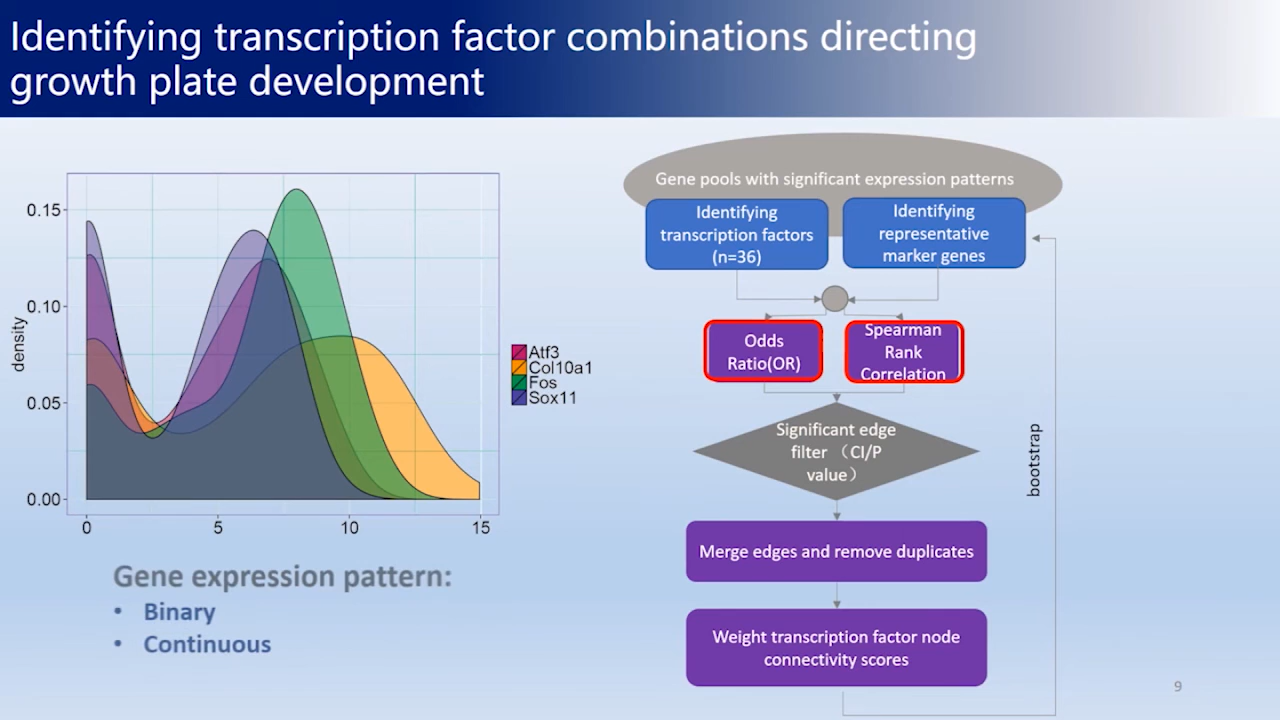 Identifying transcription factor combinations directing
growth plate development
0.15
0.10
0.05
0.00
density
0
5
10
15
Atf3
Col10a1
Fos
Sox11
Gene expression pattern:
• Binary
• Continuous
Gene pools with significant expression patterns
Identifying
transcription factors
(n=36)
Identifying
representative
marker genes
Odds
Ratio(OR)
Spearman
Rank
Correlation
Significant edge
filter （CI/P
value）
bootstrap
Merge edges and remove duplicates
Weight transcription factor node
connectivity scores
9